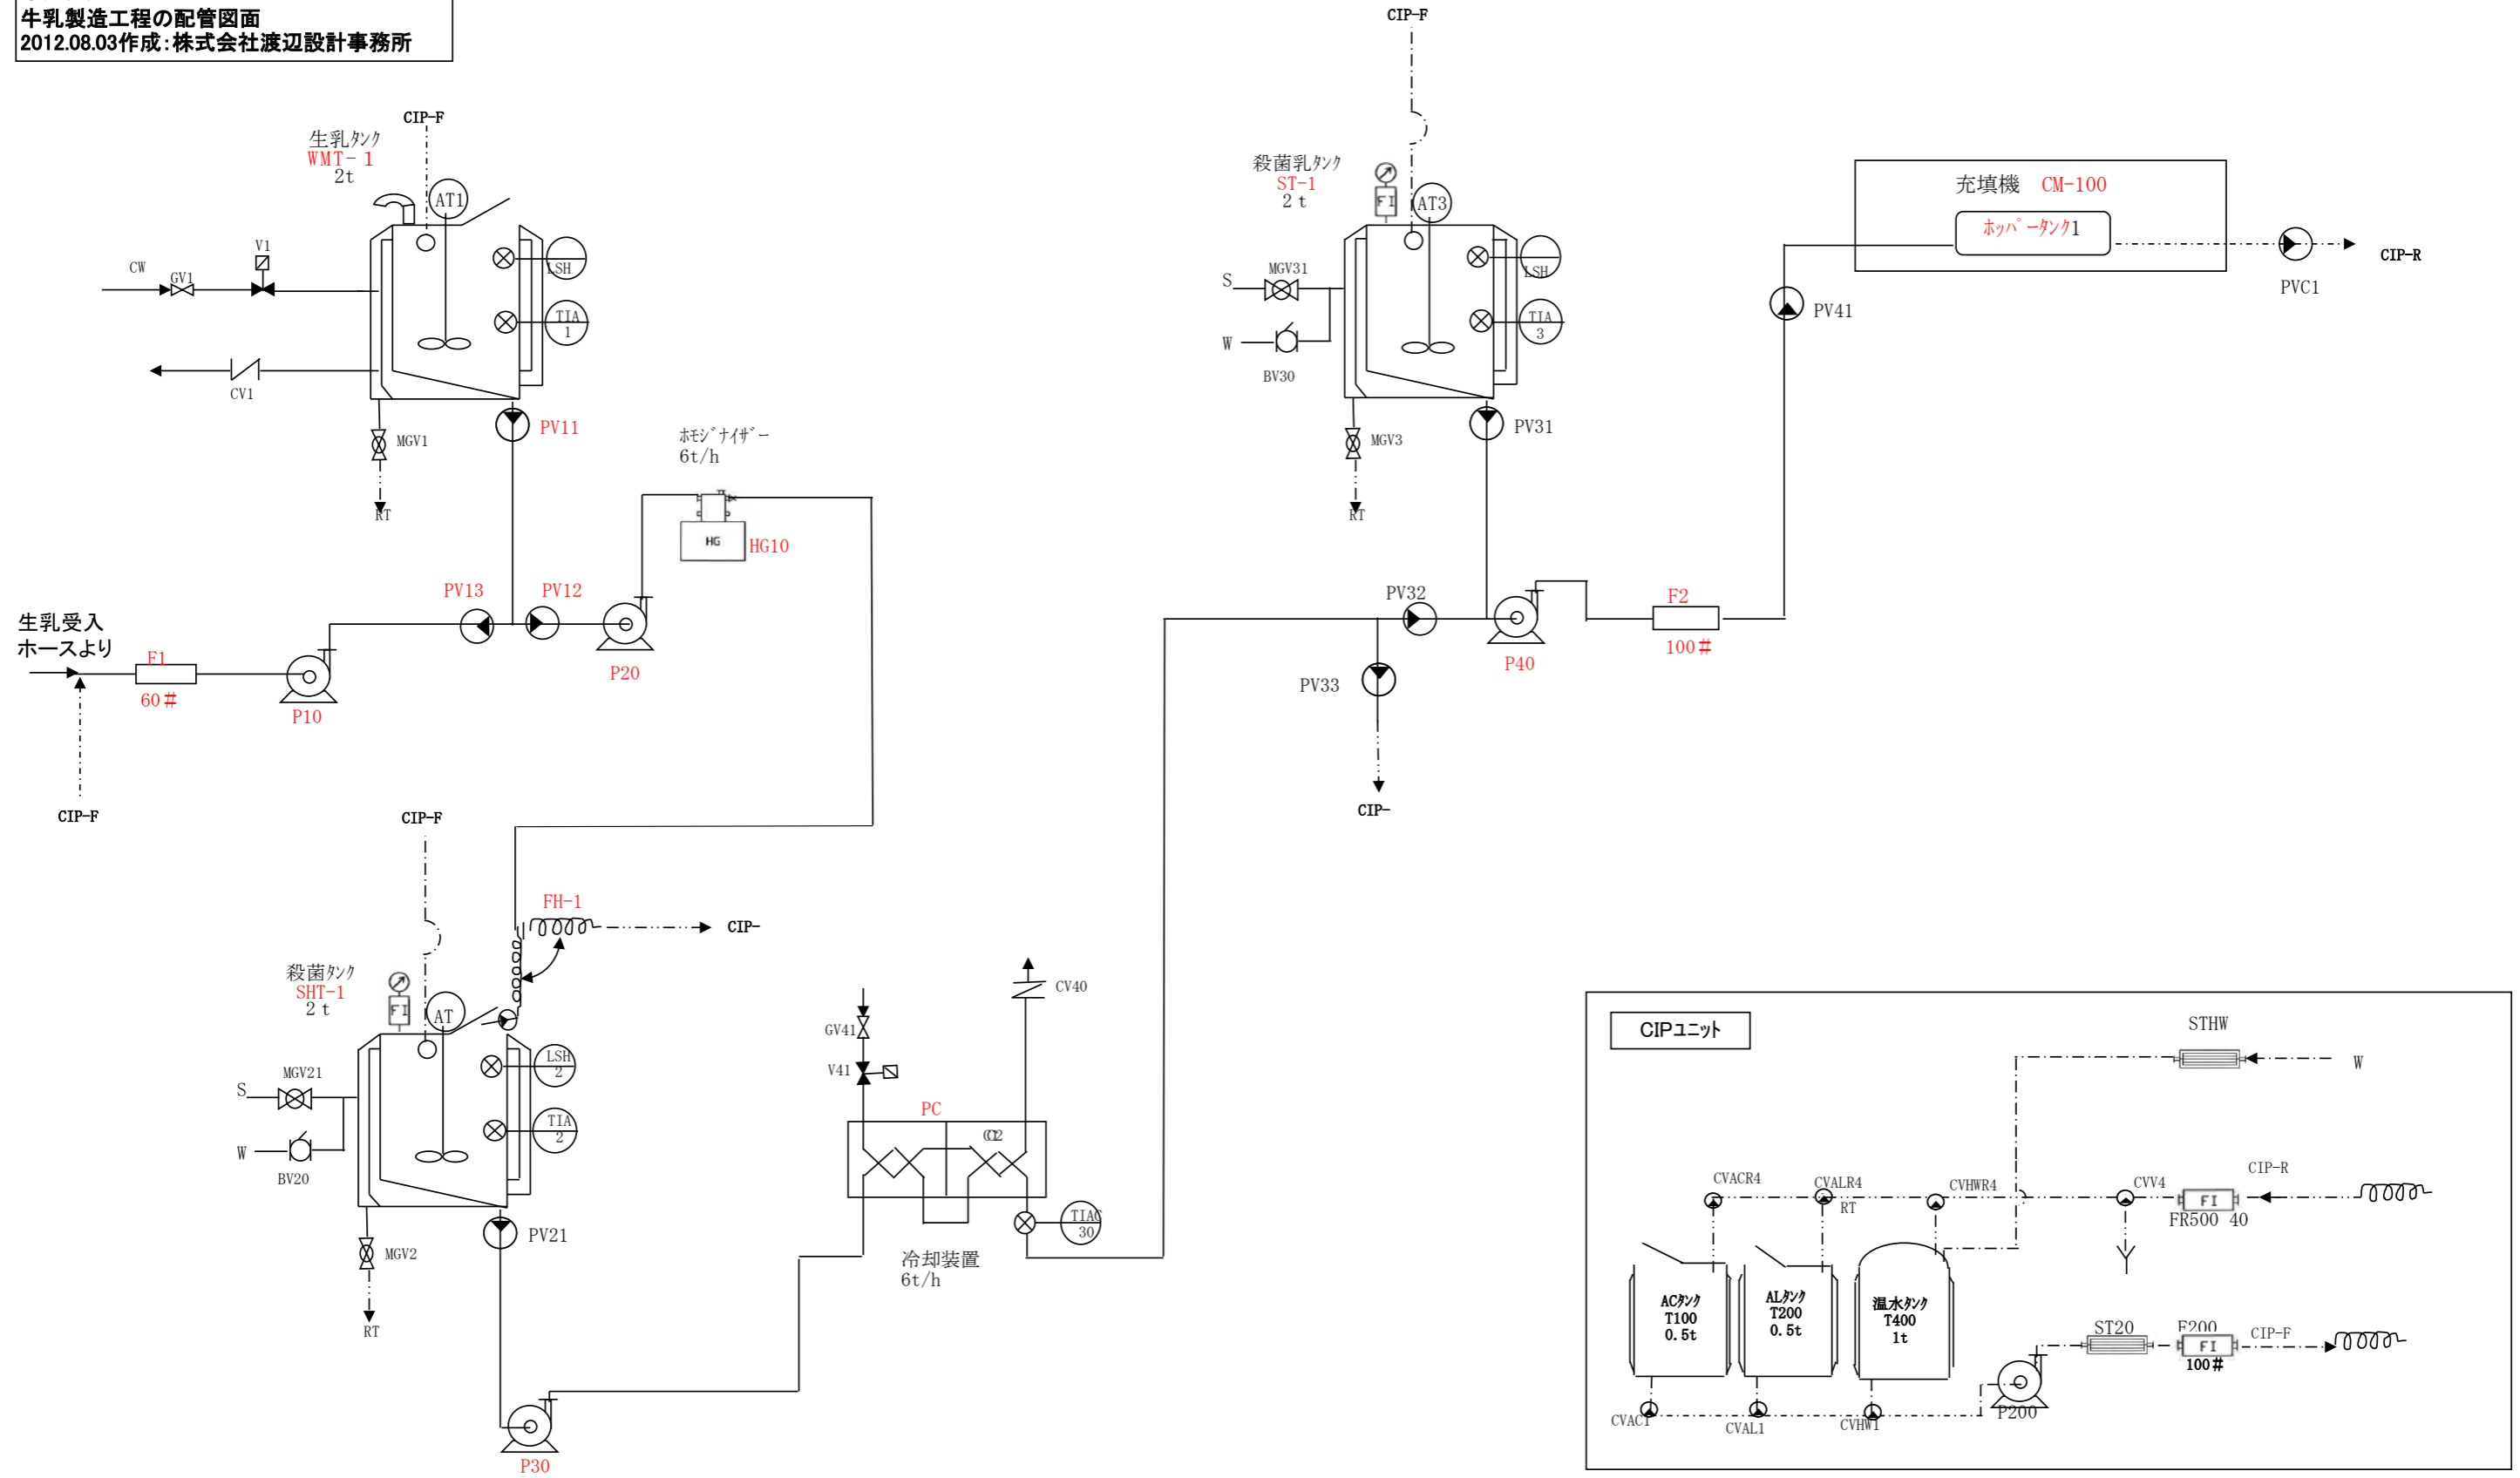 牛乳製造工程の配管図面
2012.08.03作成:株式会社渡辺設計事務所
CIP-F
生乳タンク
WMT-1
2t
AT1
V1
CW
GV1
LSH
TIA
1
CV1
MGV1
RT
PV11
ホモジナイザー
6t/h
HG
HG10
PV13
PV12
P20
生乳受入
ホースより
F1
60#
P10
CIP-F
CIP-F
殺菌乳タンク
ST-1
2t
FI
AT3
S
MGV31
LSH
TIA
3
W
BV30
MGV3
RT
PV31
充填機 CM-100
ホッパータンク1
PVC1
CIP-R
PV41
PV32
P40
F2
100#
PV33
CIP-
CIP-F
FH-1
CIP-
殺菌タンク
SHT-1
2t
FI
AT
S
MGV21
LSH
2
TIA
2
W
BV20
MGV2
RT
PV21
P30
GV41
V41
CV40
PC
TIAC
30
冷却装置
6t/h
CIPユニット
STHW
W
CVACR4
CVALR4
RT
CVHWR4
CVV4
CIP-R
FI
FR500 40
ACタンク
T100
0.5t
ALタンク
T200
0.5t
温水タンク
T400
1t
CVAC1
CVAL1
CVHW1
P200
ST20
F200
FI
100#
CIP-F